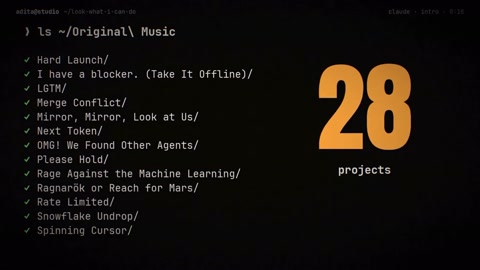 adita@studio ~/look-what-i-can-do
claude · intro · 0:28
❯ ls ~/Original\ Music
✓ Hard Launch/
✓ I have a blocker. (Take It Offline)/
✓ LGTM/
✓ Merge Conflict/
✓ Mirror, Mirror, Look at Us/
✓ Next Token/
✓ OMG! We Found Other Agents/
✓ Please Hold/
✓ Rage Against the Machine Learning/
✓ Ragnarök or Reach for Mars/
✓ Rate Limited/
✓ Snowflake Undrop/
✓ Spinning Cursor/
28
projects